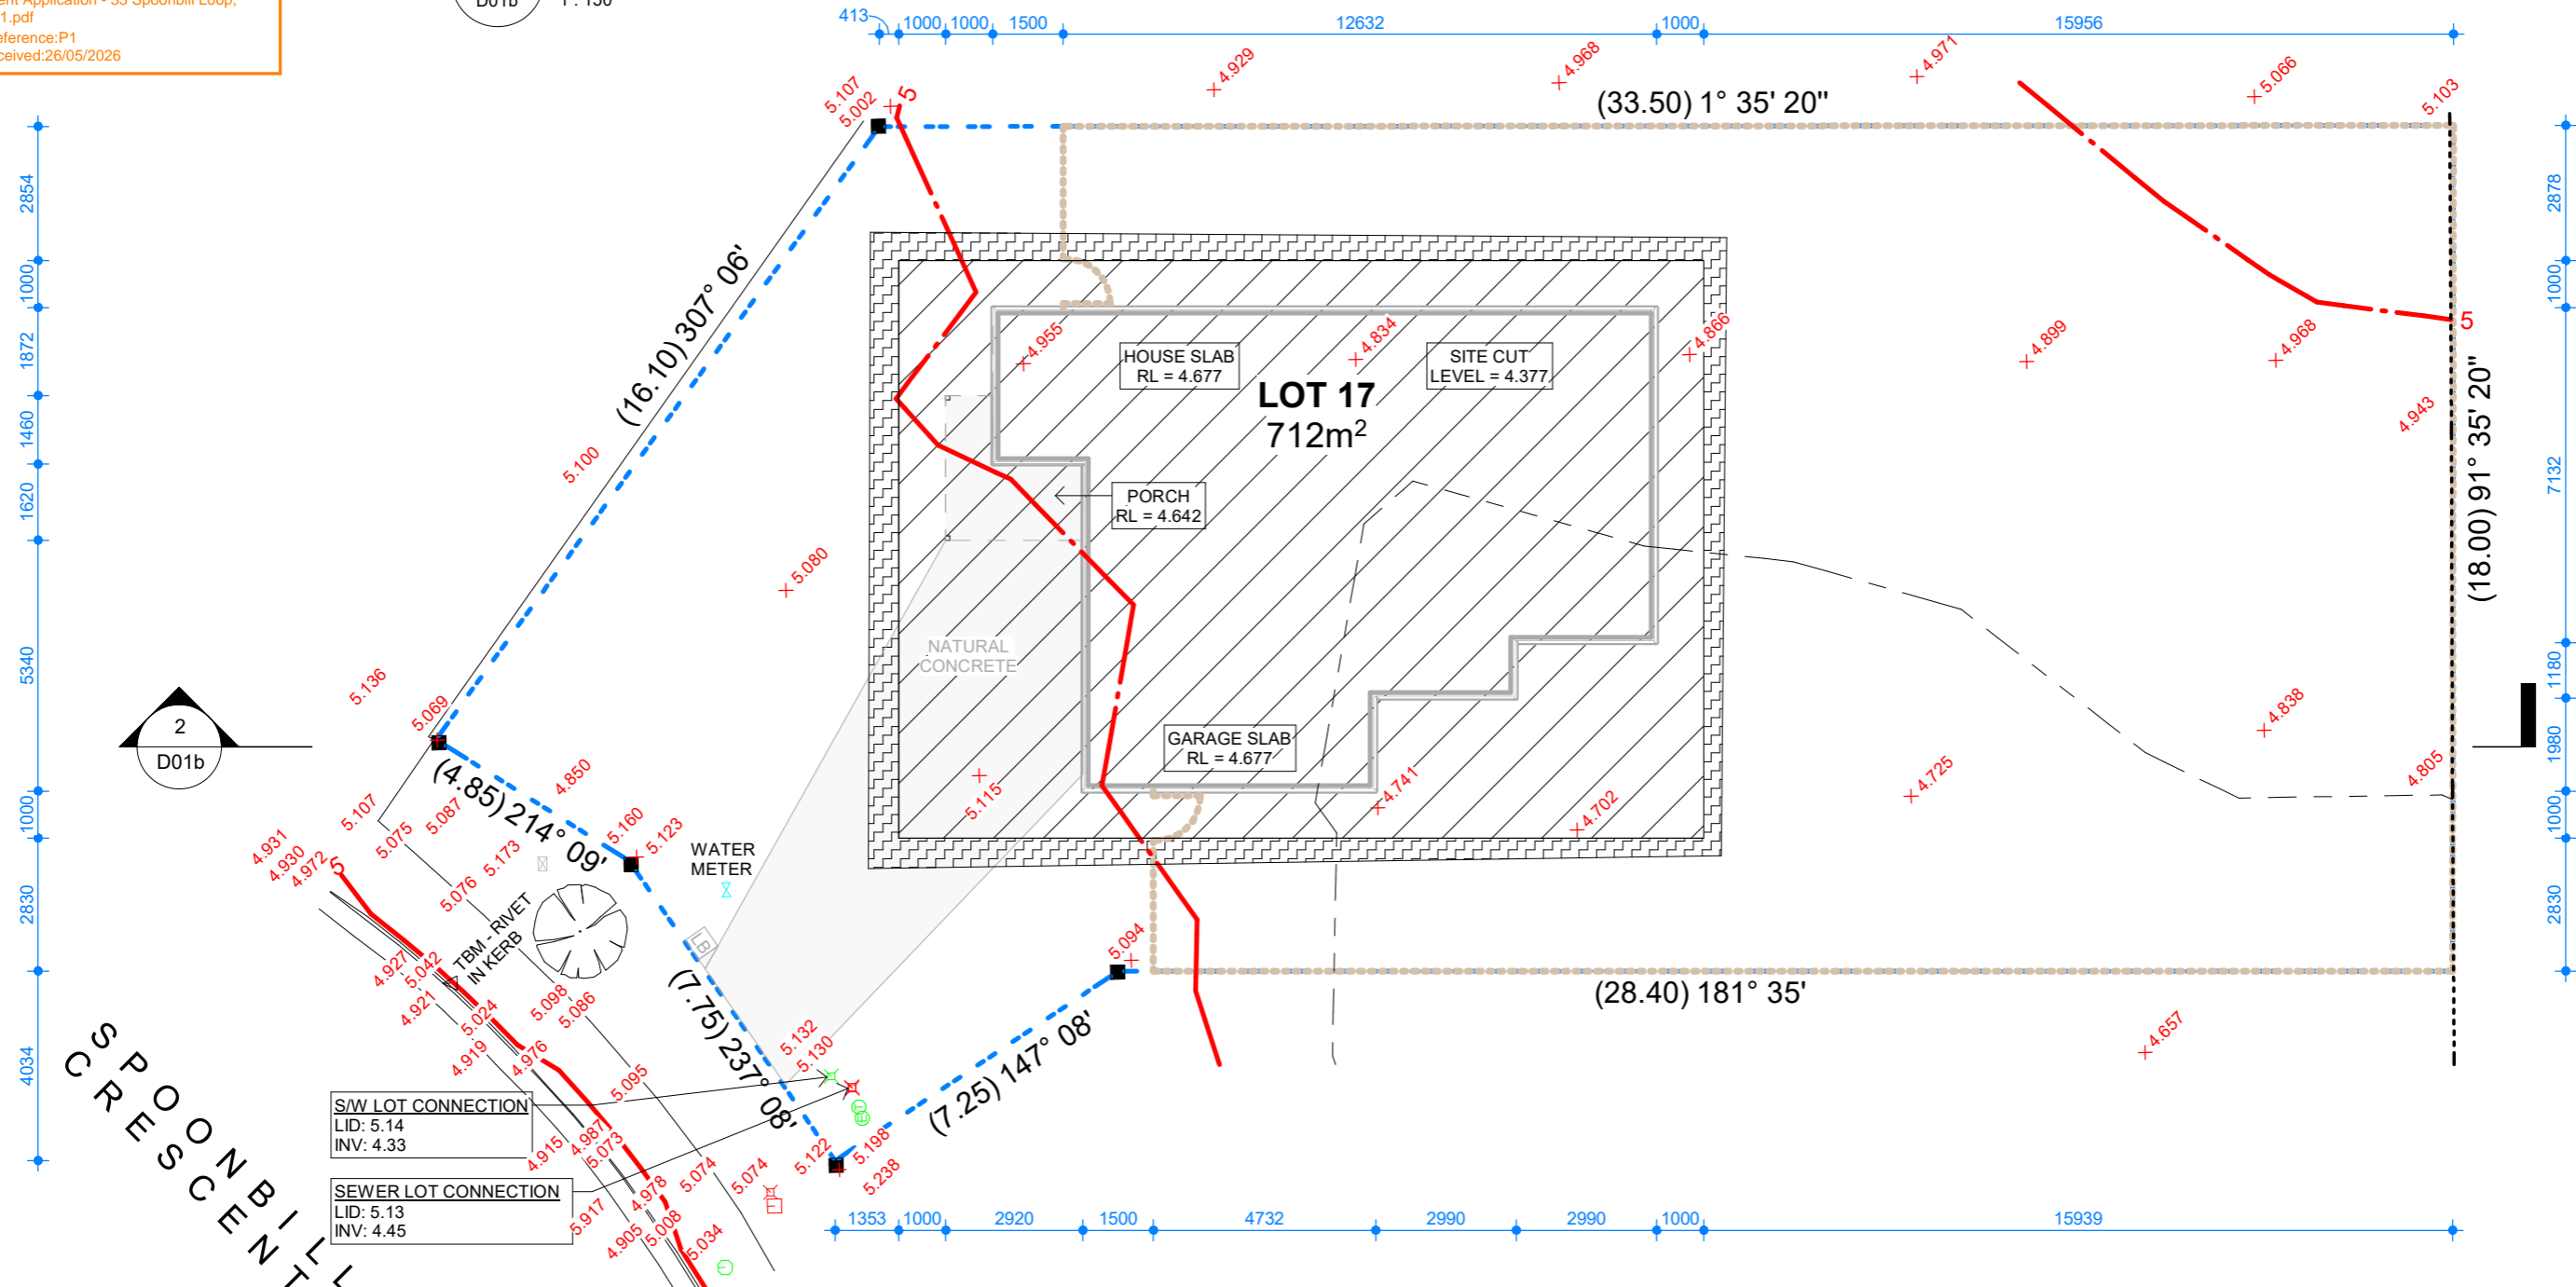 ent Application - 53 Spoonbill Loop,
1.pdf
eference:P1
ceived:26/05/2026
D01b
413
1000
1000
1500
12632
1000
15956
4.929
4.968
4.971
5.066
5.103
5.107
5.002
5
(33.50) 1° 35' 20"
2854
1000
1872
1460
1620
5340
1000
2830
4034
2878
1000
7132
1180
1980
1000
2830
(16.10) 307° 06'
4.955
HOUSE SLAB
RL = 4.677
4.834
SITE CUT
LEVEL = 4.377
4.866
4.899
4.968
5
4.943
LOT 17
712m²
(18.00) 91° 35' 20"
5.100
PORCH
RL = 4.642
5.080
NATURAL
CONCRETE
5.136
5.069
2
D01b
GARAGE SLAB
RL = 4.677
4.838
4.805
4.725
4.741
4.702
5.115
(4.85) 214° 09'
4.850
5.160
5.123
5.107
5.075
5.087
5.173
5.076
4.931
4.930
4.972
5
WATER
METER
TBM - RIVET
IN KERB
LB
5.094
(28.40) 181° 35'
4.657
4.927
5.042
4.921
5.024
5.098
5.086
4.919
4.976
5.095
(7.75) 237° 08'
5.132
5.130
(7.25) 147° 08'
S/W LOT CONNECTION
LID: 5.14
INV: 4.33
4.915
4.987
5.073
5.074
5.074
5.122
5.198
5.238
SEWER LOT CONNECTION
LID: 5.13
INV: 4.45
5.917
4.978
4.905
5.008
5.034
SPOONBILL
CRESCENT
1353
1000
2920
1500
4732
2990
2990
1000
15939